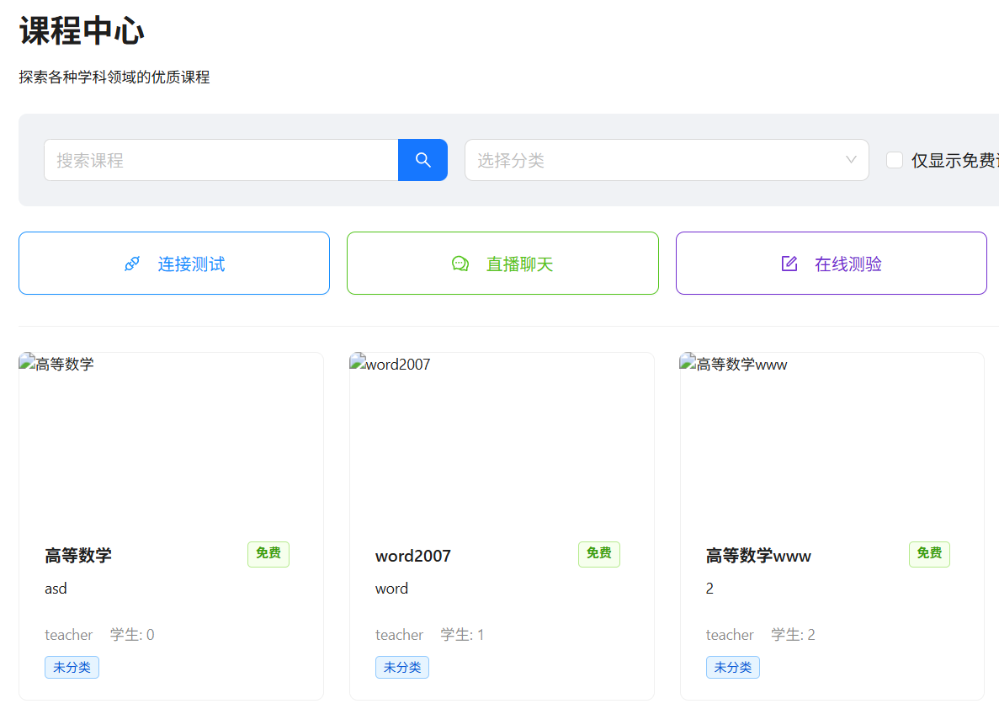 课程中心
探索各种学科领域的优质课程
搜索课程
选择分类
仅显示免费
连接测试
直播聊天
在线测验
高等数学
word2007
高等数学www
高等数学 免费
asd
teacher 学生: 0
未分类
word2007 免费
word
teacher 学生: 1
未分类
高等数学www 免费
2
teacher 学生: 2
未分类